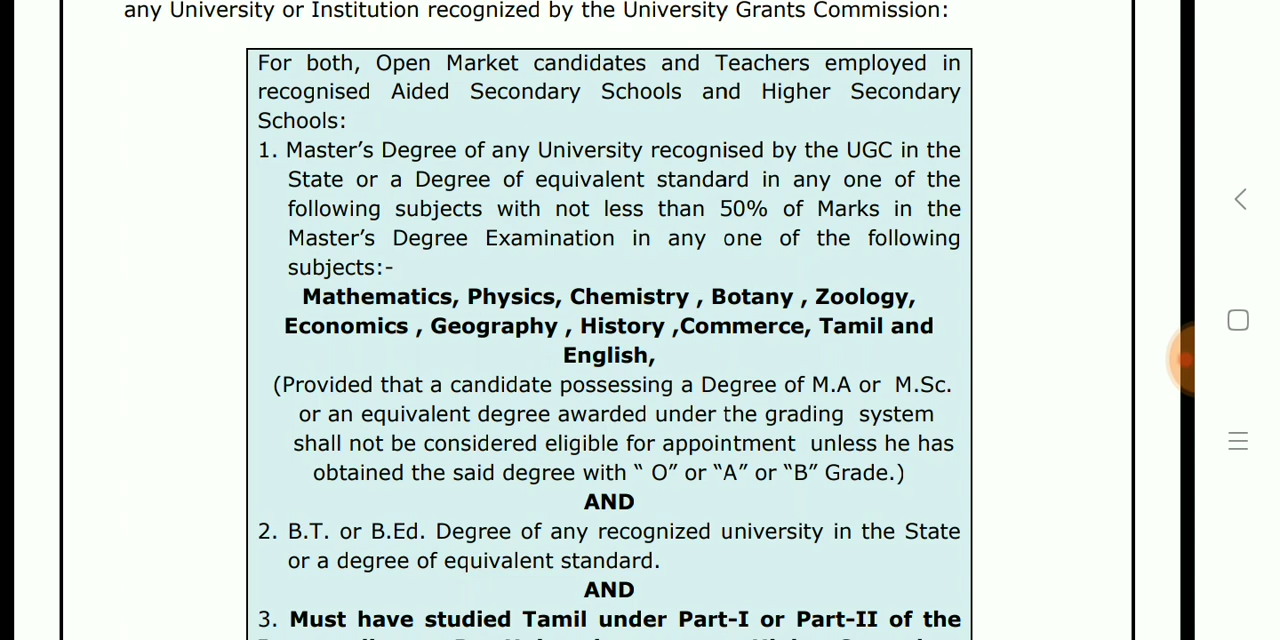 any University or Institution recognized by the University Grants Commission:
For both, Open Market candidates and Teachers employed in
recognised Aided Secondary Schools and Higher Secondary
Schools:
1. Master’s Degree of any University recognised by the UGC in the
State or a Degree of equivalent standard in any one of the
following subjects with not less than 50% of Marks in the
Master’s Degree Examination in any one of the following
subjects:-
Mathematics, Physics, Chemistry , Botany , Zoology,
Economics , Geography , History ,Commerce, Tamil and
English,
(Provided that a candidate possessing a Degree of M.A or M.Sc.
or an equivalent degree awarded under the grading system
shall not be considered eligible for appointment unless he has
obtained the said degree with “ O” or “A” or “B” Grade.)
AND
2. B.T. or B.Ed. Degree of any recognized university in the State
or a degree of equivalent standard.
AND
3. Must have studied Tamil under Part-I or Part-II of the